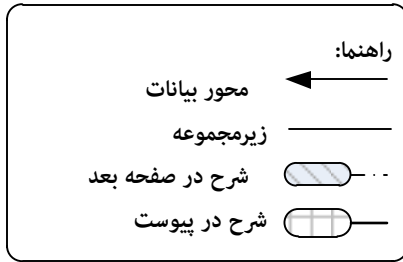 راهنما:
محور بیانات
زیرمجموعه
شرح در صفحه بعد
شرح در پیوست